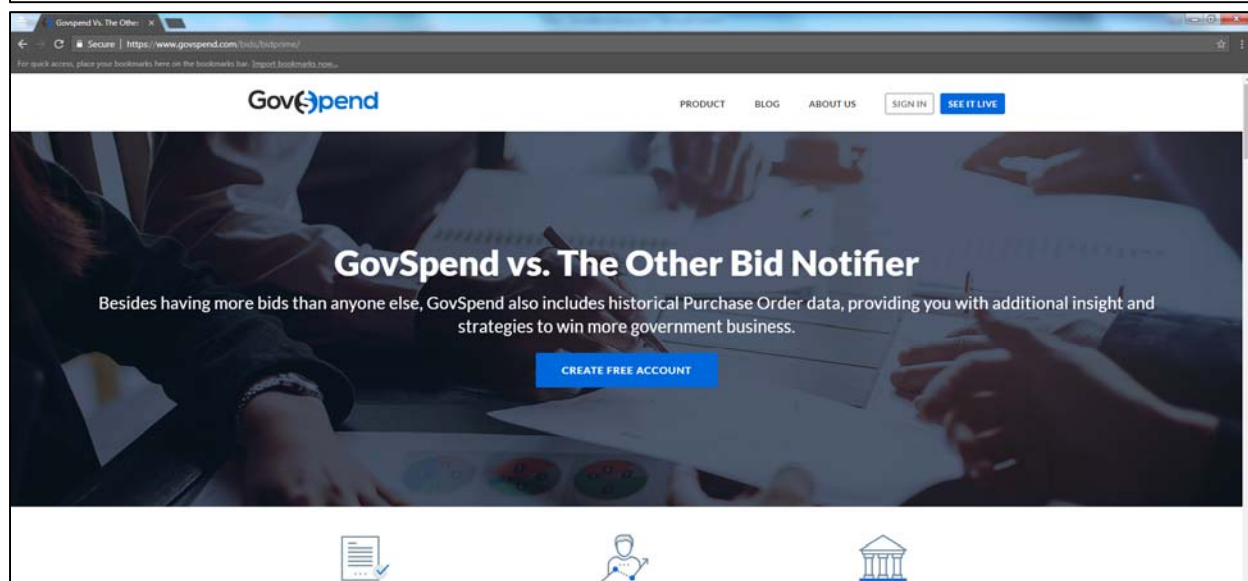 Govspend Vs. The Other
Secure | https://www.govspend.com/bids/bidprime/
For quick access, place your bookmarks here on the bookmarks bar. Import bookmarks now...
GovSpend
PRODUCT
BLOG
ABOUT US
SIGN IN
SEE IT LIVE
GovSpend vs. The Other Bid Notifier
Besides having more bids than anyone else, GovSpend also includes historical Purchase Order data, providing you with additional insight and
strategies to win more government business.
CREATE FREE ACCOUNT